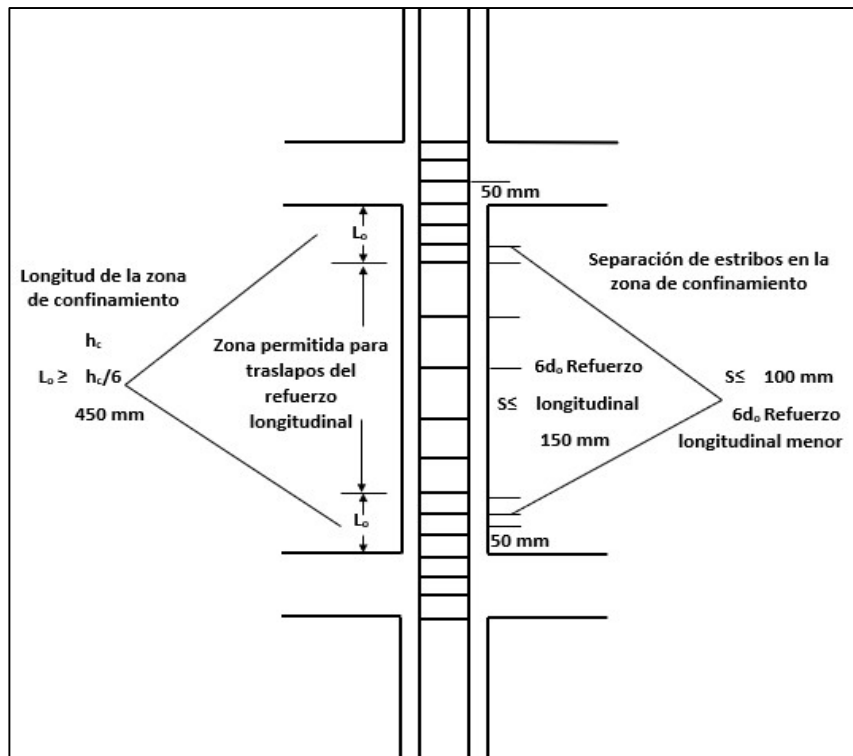 50 mm
Lₒ
Longitud de la zona
de confinamiento
h꜀
Lₒ ≥ h꜀/6
450 mm
Zona permitida para
traslapos del
refuerzo
longitudinal
6dₒ Refuerzo
S≤ longitudinal
150 mm
Separación de estribos en la
zona de confinamiento
S≤ 100 mm
6dₒ Refuerzo
longitudinal menor
Lₒ
50 mm